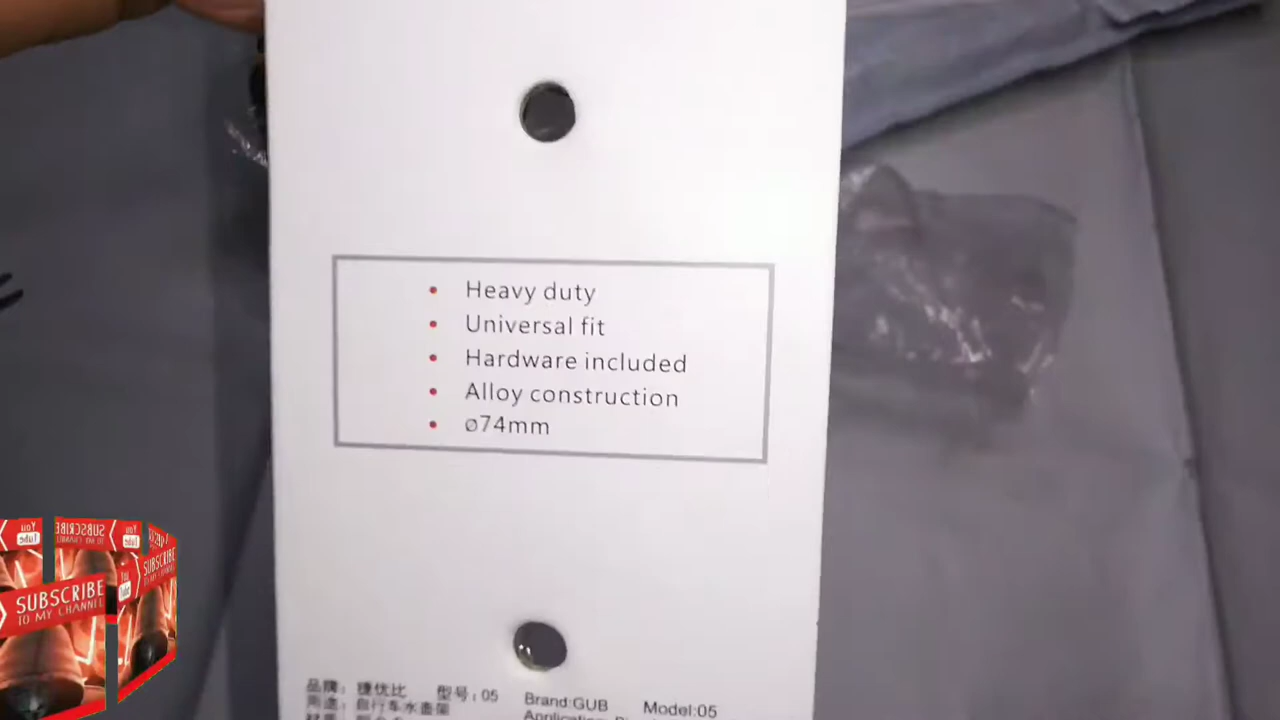 Heavy duty
Universal fit
Hardware included
Alloy construction
ø74mm
品牌：捷优比 型号：05 Brand:GUB Model:05
用途：自行车水壶架
SUBSCRIBE
TO MY CHANNEL
SUBSCRIBE